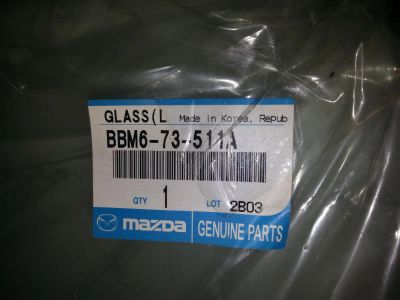 GLASS(L Made in Korea, Repub
BBM6-73-511A
QTY 1 LOT 2B03
mazda GENUINE PARTS